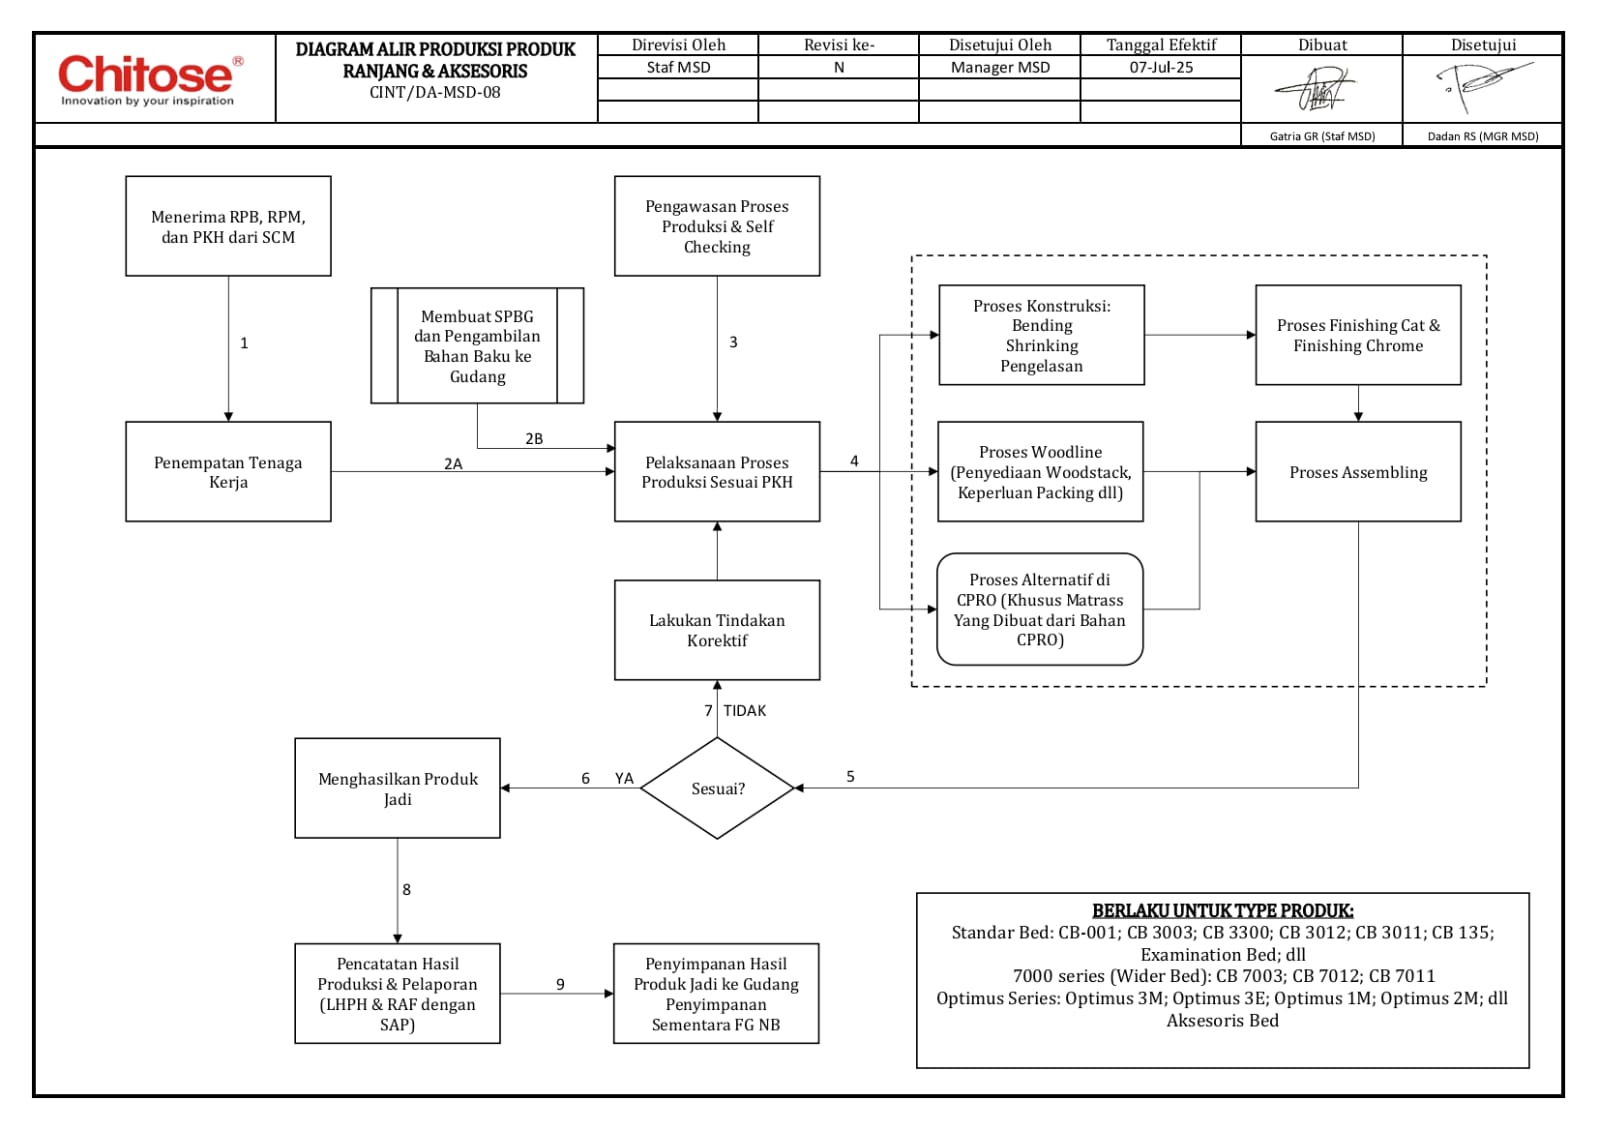 Chitose®
Innovation by your inspiration
DIAGRAM ALIR PRODUKSI PRODUK
RANJANG & AKSESORIS
CINT/DA-MSD-08
Direvisi Oleh
Revisi ke-
Disetujui Oleh
Tanggal Efektif
Dibuat
Disetujui
Staf MSD
N
Manager MSD
07-Jul-25
Gatria GR (Staf MSD)
Dadan RS (MGR MSD)
Menerima RPB, RPM,
dan PKH dari SCM
Pengawasan Proses
Produksi & Self
Checking
1
Membuat SPBG
dan Pengambilan
Bahan Baku ke
Gudang
3
Proses Konstruksi:
Bending
Shrinking
Pengelasan
Proses Finishing Cat &
Finishing Chrome
Penempatan Tenaga
Kerja
2A
2B
Pelaksanaan Proses
Produksi Sesuai PKH
4
Proses Woodline
(Penyediaan Woodstack,
Keperluan Packing dll)
Proses Assembling
Lakukan Tindakan
Korektif
Proses Alternatif di
CPRO (Khusus Matrass
Yang Dibuat dari Bahan
CPRO)
7 TIDAK
Menghasilkan Produk
Jadi
6 YA
Sesuai?
5
8
Pencatatan Hasil
Produksi & Pelaporan
(LHPH & RAF dengan
SAP)
9
Penyimpanan Hasil
Produk Jadi ke Gudang
Penyimpanan
Sementara FG NB
BERLAKU UNTUK TYPE PRODUK:
Standar Bed: CB-001; CB 3003; CB 3300; CB 3012; CB 3011; CB 135;
Examination Bed; dll
7000 series (Wider Bed): CB 7003; CB 7012; CB 7011
Optimus Series: Optimus 3M; Optimus 3E; Optimus 1M; Optimus 2M; dll
Aksesoris Bed